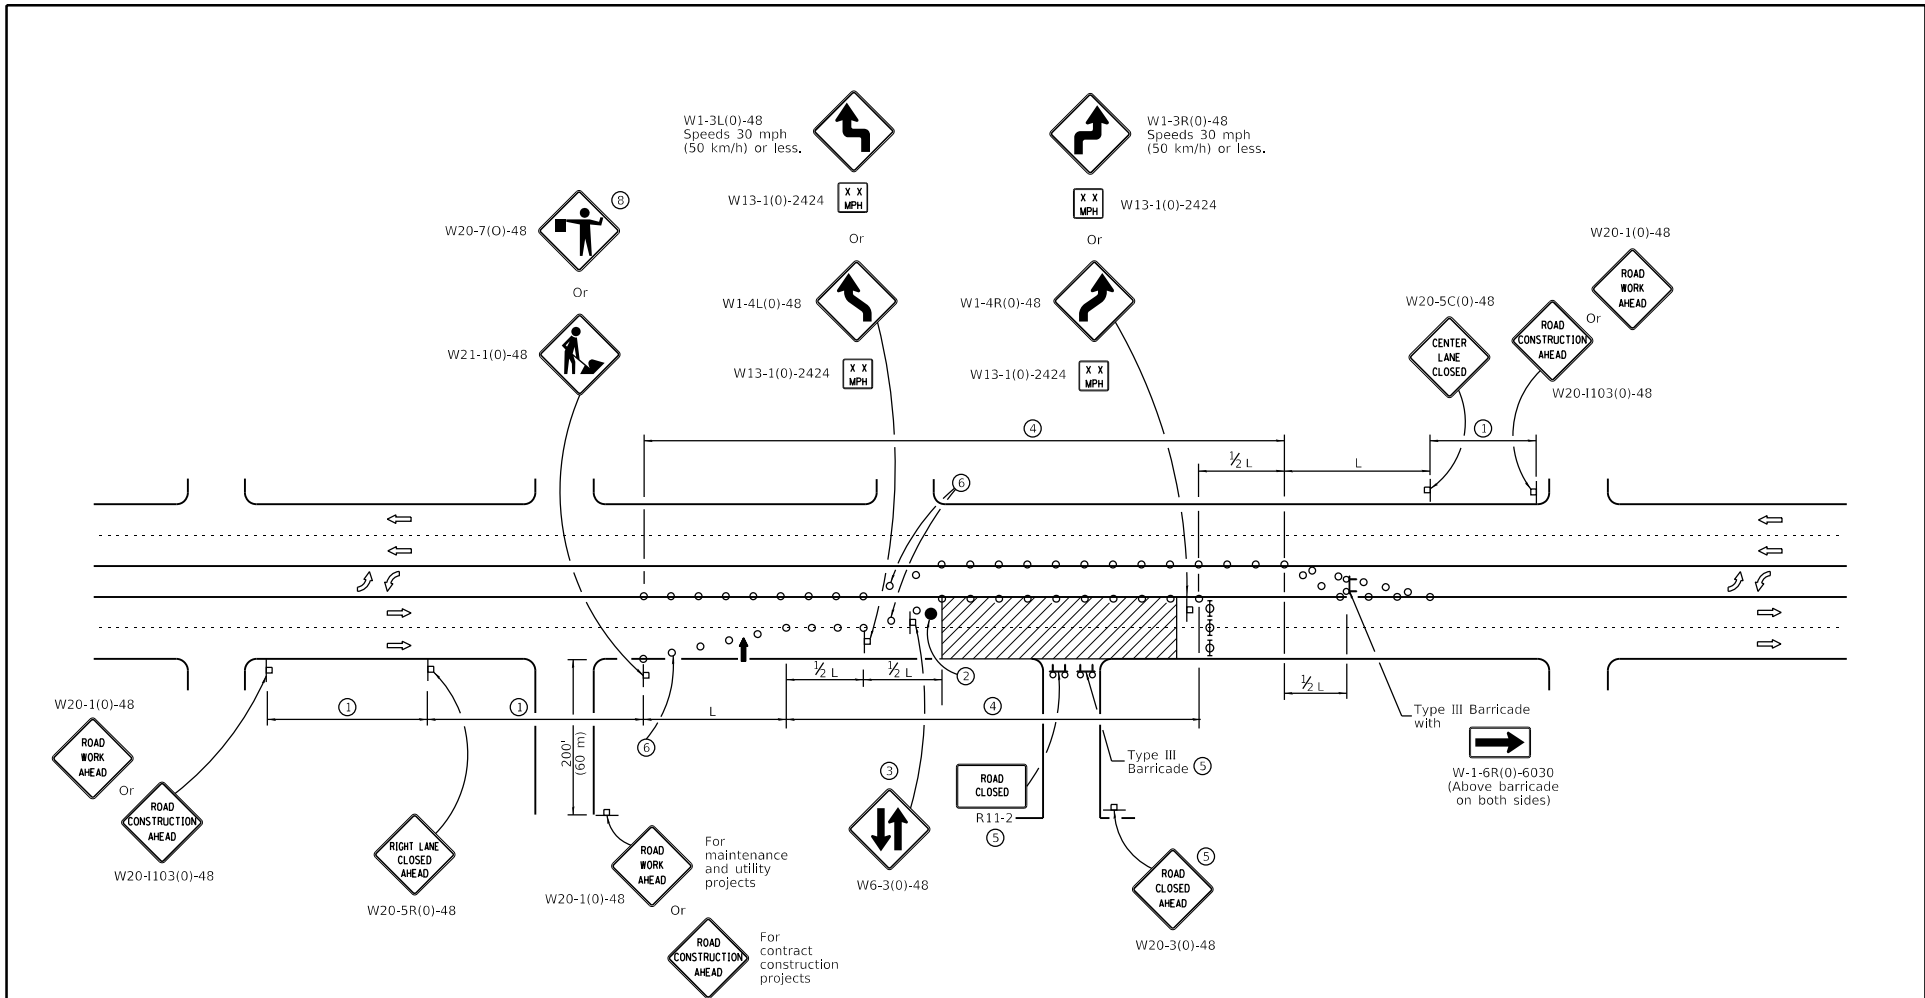 W1-3L(0)-48
Speeds 30 mph
(50 km/h) or less.
W1-3R(0)-48
Speeds 30 mph
(50 km/h) or less.
W13-1(0)-2424
X X
MPH
X X
MPH
W13-1(0)-2424
Or
Or
8
W20-7(O)-48
Or
W21-1(0)-48
W1-4L(0)-48
W1-4R(0)-48
W13-1(0)-2424
X X
MPH
W13-1(0)-2424
X X
MPH
W20-1(0)-48
ROAD
WORK
AHEAD
Or
W20-5C(0)-48
CENTER
LANE
CLOSED
ROAD
CONSTRUCTION
AHEAD
W20-I103(0)-48
4
1
½ L
L
6
½ L
½ L
2
½ L
1
1
L
4
6
200'
(60 m)
W20-1(0)-48
ROAD
WORK
AHEAD
Or
ROAD
CONSTRUCTION
AHEAD
W20-I103(0)-48
RIGHT LANE
CLOSED
AHEAD
W20-5R(0)-48
ROAD
WORK
AHEAD
W20-1(0)-48
For
maintenance
and utility
projects
Or
ROAD
CONSTRUCTION
AHEAD
For
contract
construction
projects
3
W6-3(0)-48
ROAD
CLOSED
R11-2
5
Type III
Barricade
5
5
ROAD
CLOSED
AHEAD
W20-3(0)-48
Type III Barricade
with
W-1-6R(0)-6030
(Above barricade
on both sides)